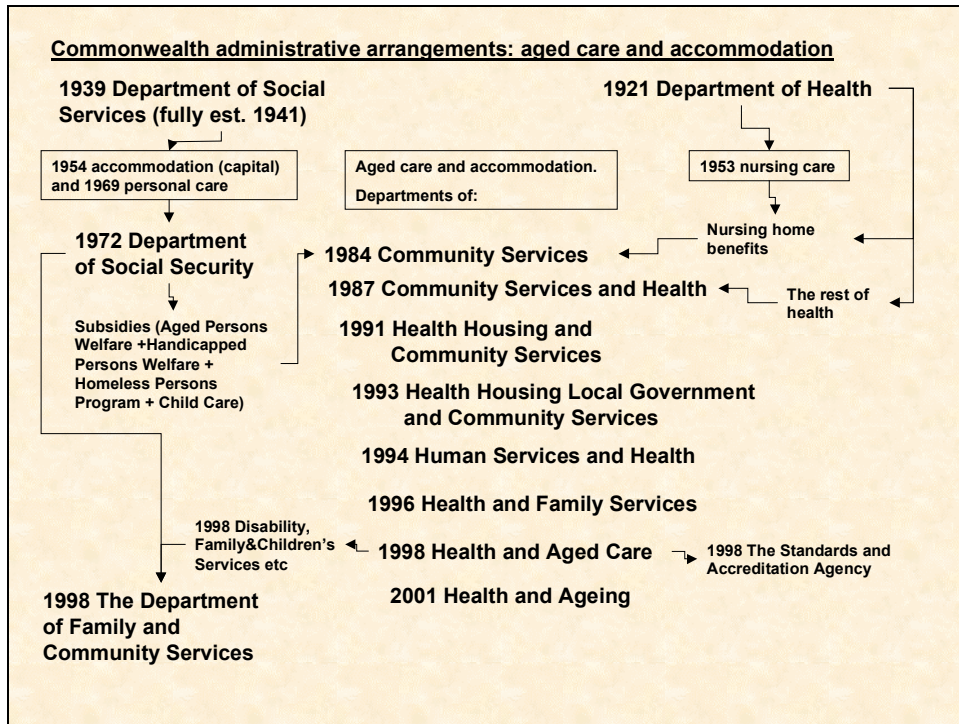 Commonwealth administrative arrangements: aged care and accommodation
1939 Department of Social
Services (fully est. 1941)
1921 Department of Health
1954 accommodation (capital)
and 1969 personal care
Aged care and accommodation.
Departments of:
1953 nursing care
1972 Department
of Social Security
Nursing home
benefits
1984 Community Services
1987 Community Services and Health
The rest of
health
Subsidies (Aged Persons
Welfare +Handicapped
Persons Welfare +
Homeless Persons
Program + Child Care)
1991 Health Housing and
Community Services
1993 Health Housing Local Government
and Community Services
1994 Human Services and Health
1996 Health and Family Services
1998 Disability,
Family&Children's
Services etc
1998 Health and Aged Care
1998 The Standards and
Accreditation Agency
2001 Health and Ageing
1998 The Department
of Family and
Community Services